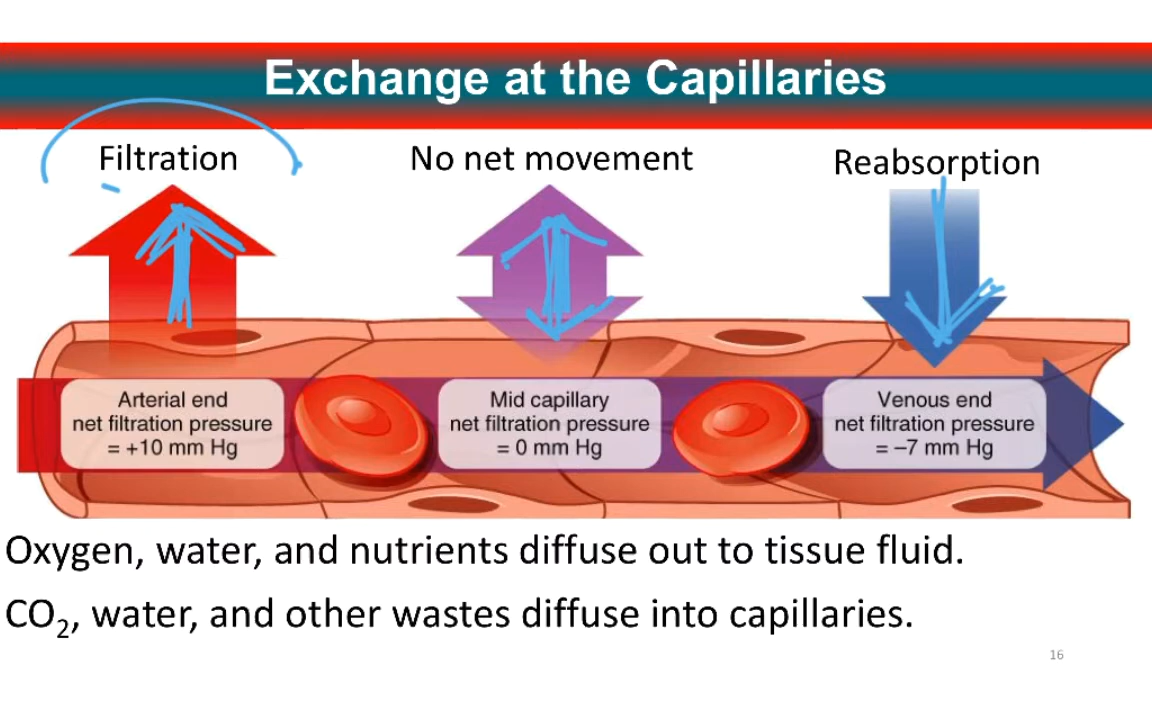 Exchange at the Capillaries
Filtration
No net movement
Reabsorption
Arterial end
net filtration pressure
= +10 mm Hg
Mid capillary
net filtration pressure
= 0 mm Hg
Venous end
net filtration pressure
= –7 mm Hg
Oxygen, water, and nutrients diffuse out to tissue fluid.
CO₂, water, and other wastes diffuse into capillaries.
16